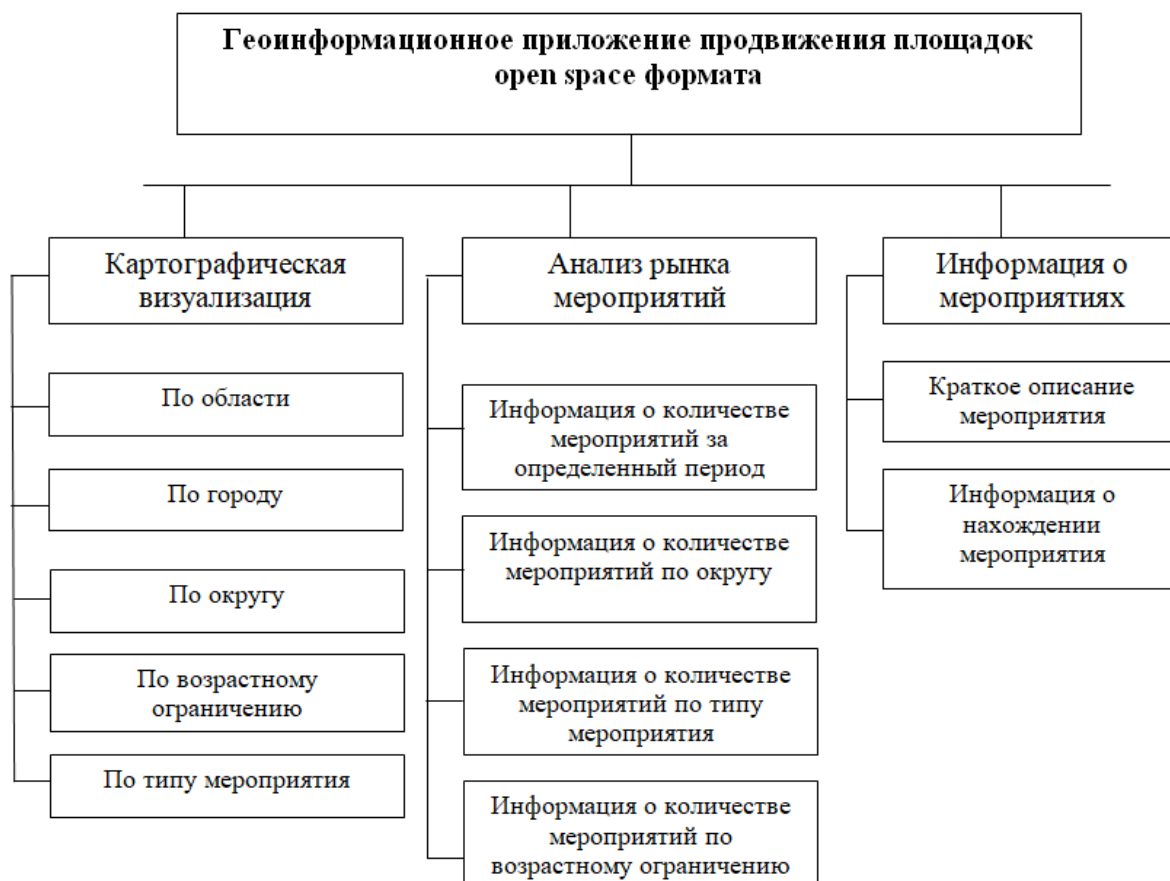 Геоинформационное приложение продвижения площадок
open space формата
Картографическая
визуализация
По области
По городу
По округу
По возрастному
ограничению
По типу мероприятия
Анализ рынка
мероприятий
Информация о количестве
мероприятий за
определенный период
Информация о количестве
мероприятий по округу
Информация о количестве
мероприятий по типу
мероприятия
Информация о количестве
мероприятий по
возрастному ограничению
Информация о
мероприятиях
Краткое описание
мероприятия
Информация о
нахождении
мероприятия